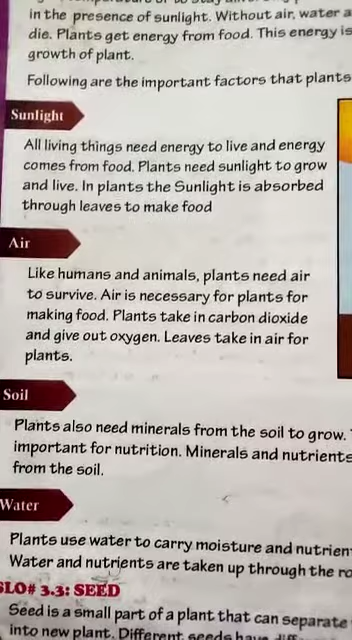 in the presence of sunlight. Without air, water a
die. Plants get energy from food. This energy is
growth of plant.
Following are the important factors that plants
Sunlight
All living things need energy to live and energy
comes from food. Plants need sunlight to grow
and live. In plants the Sunlight is absorbed
through leaves to make food
Air
Like humans and animals, plants need air
to survive. Air is necessary for plants for
making food. Plants take in carbon dioxide
and give out oxygen. Leaves take in air for
plants.
Soil
Plants also need minerals from the soil to grow.
important for nutrition. Minerals and nutrients
from the soil.
Water
Plants use water to carry moisture and nutrien
Water and nutrients are taken up through the ro
SLO# 3.3: SEED
Seed is a small part of a plant that can separate
into new plant. Different seeds have